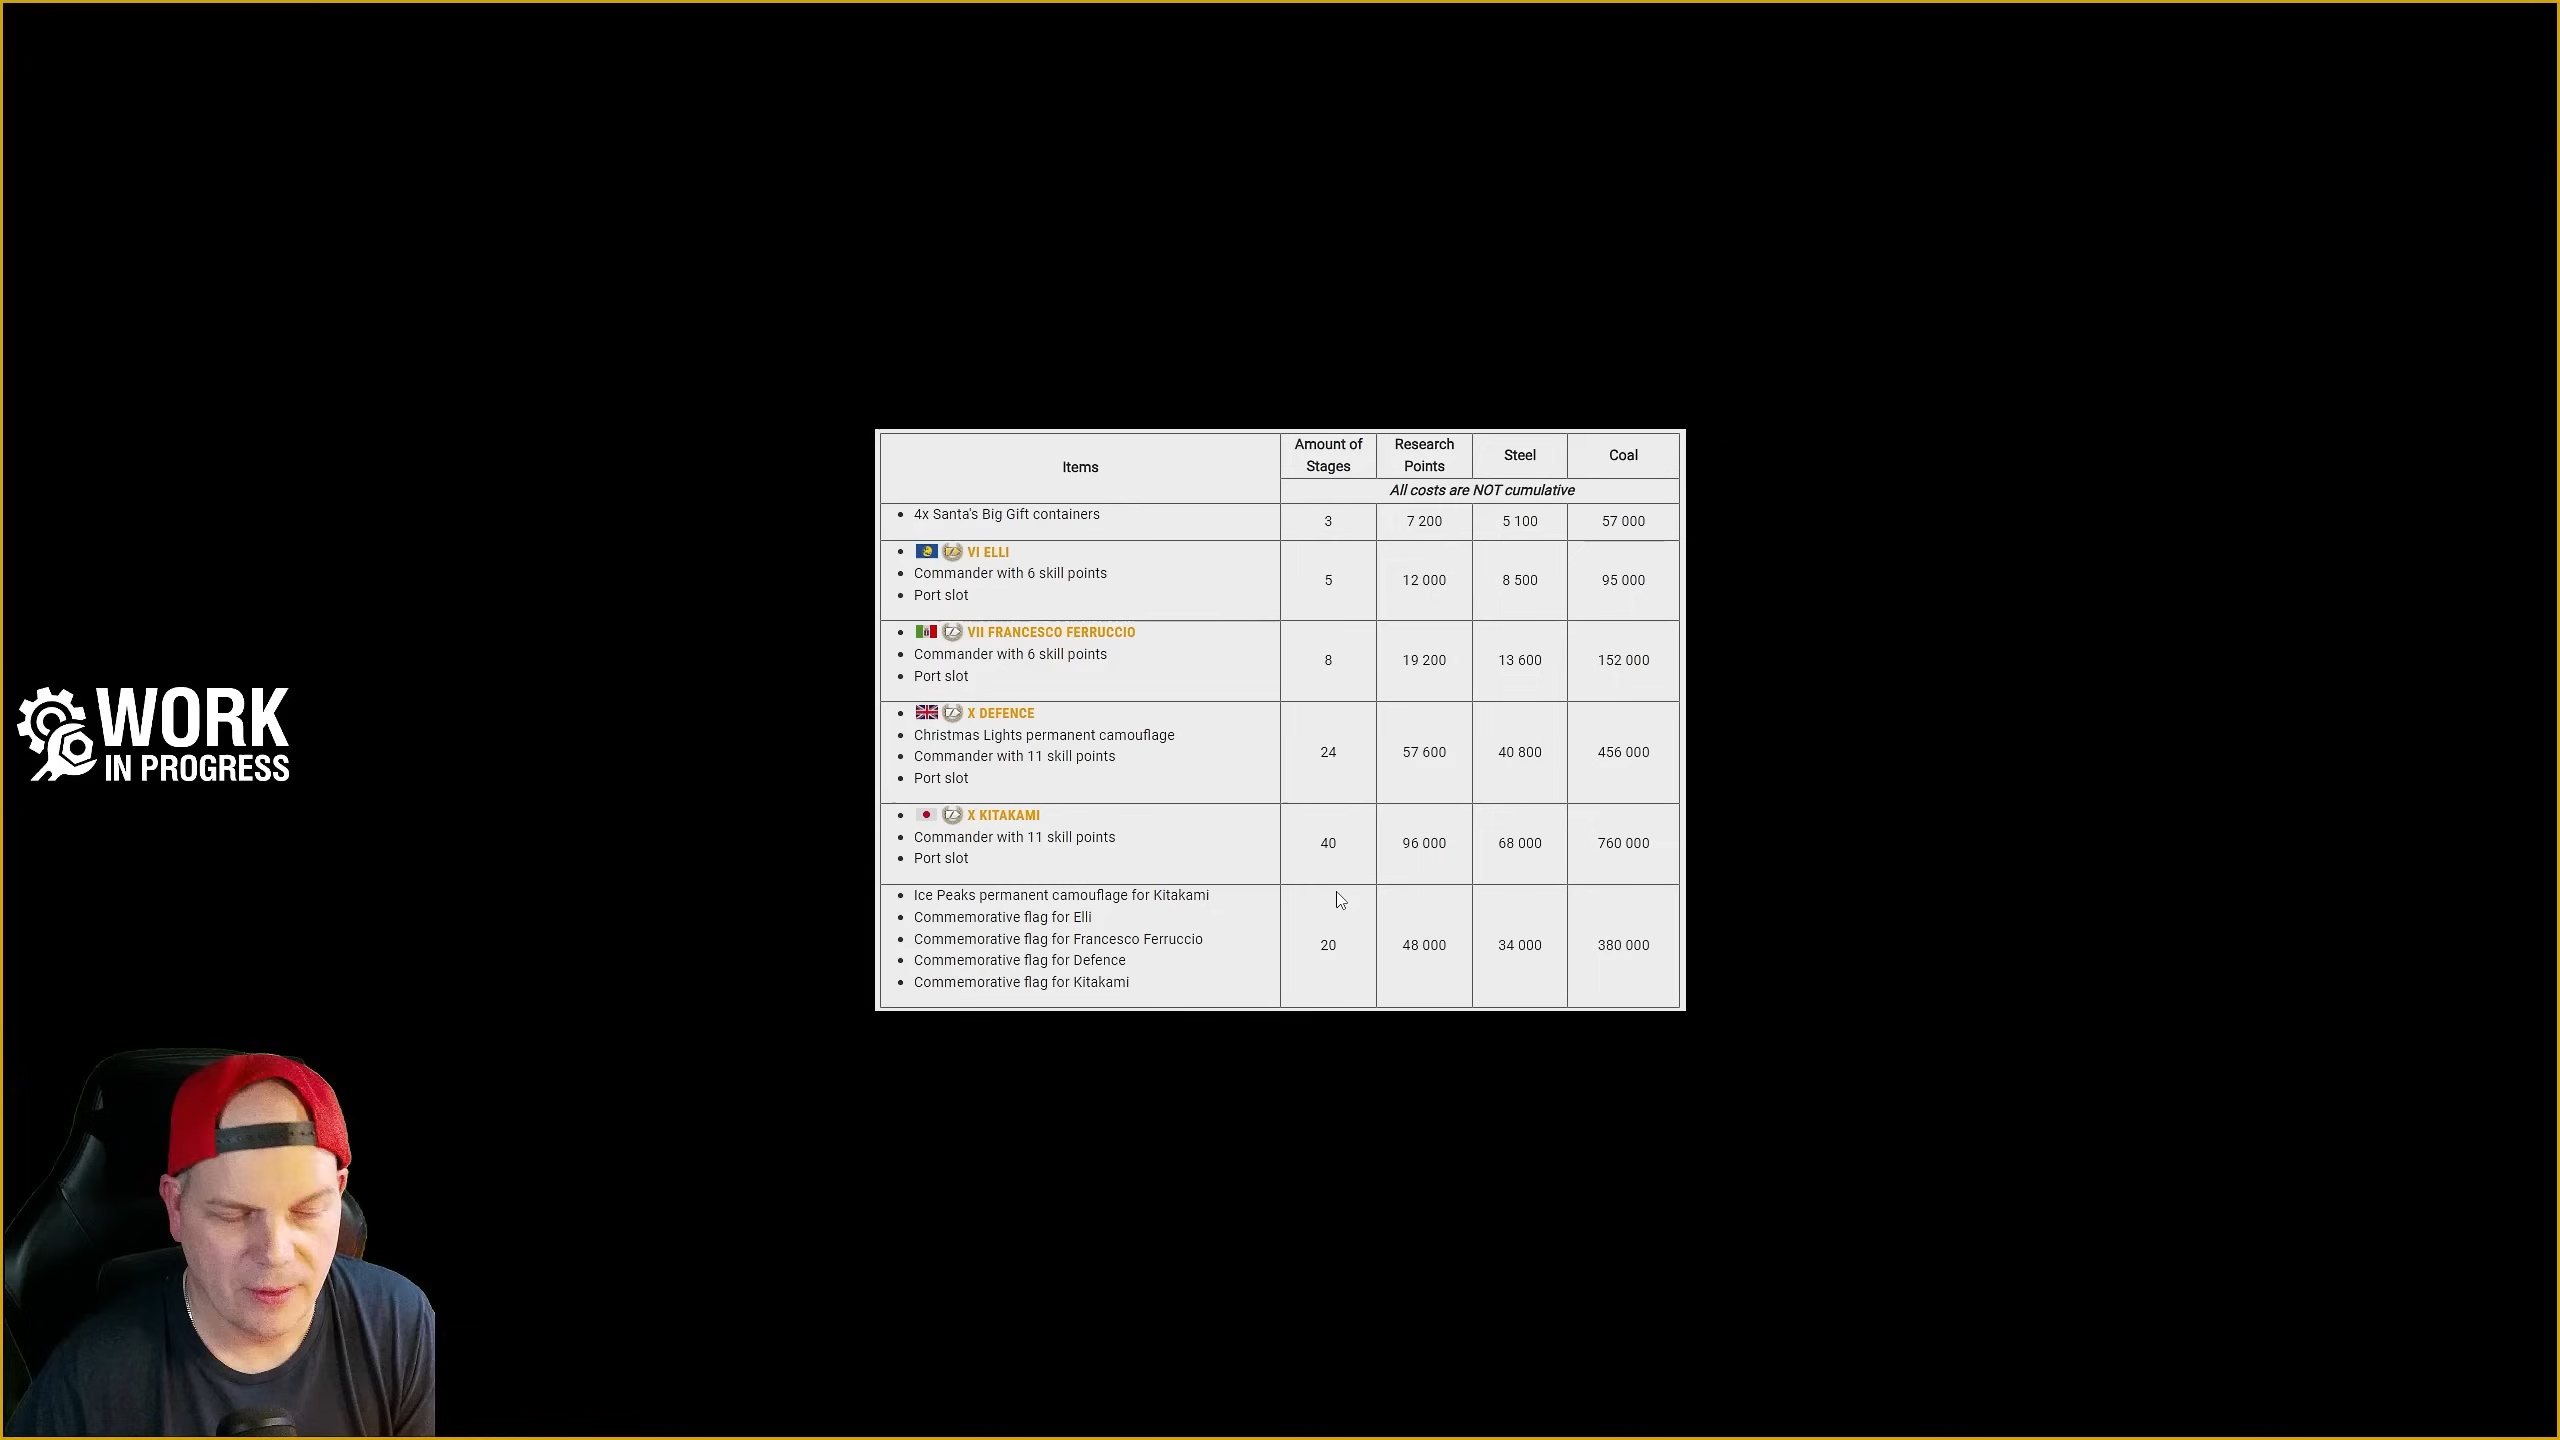 Items
Amount of Stages
Research Points
Steel
Coal
All costs are NOT cumulative
4x Santa's Big Gift containers
3
7 200
5 100
57 000
VI ELLI
Commander with 6 skill points
Port slot
5
12 000
8 500
95 000
VII FRANCESCO FERRUCCIO
Commander with 6 skill points
Port slot
8
19 200
13 600
152 000
X DEFENCE
Christmas Lights permanent camouflage
Commander with 11 skill points
Port slot
24
57 600
40 800
456 000
X KITAKAMI
Commander with 11 skill points
Port slot
40
96 000
68 000
760 000
Ice Peaks permanent camouflage for Kitakami
Commemorative flag for Elli
Commemorative flag for Francesco Ferruccio
Commemorative flag for Defence
Commemorative flag for Kitakami
20
48 000
34 000
380 000
WORK
IN PROGRESS